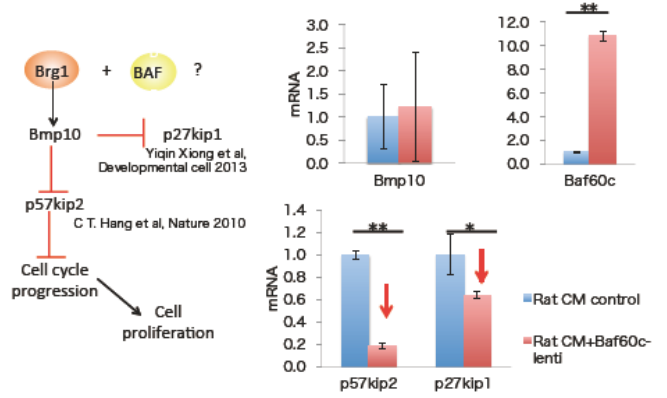 Brg1 + BAF ?
Bmp10
p27kip1
Yiqin Xiong et al,
Developmental cell 2013
p57kip2
C T. Hang et al, Nature 2010
Cell cycle
progression
Cell
proliferation
mRNA
3.0
2.5
2.0
1.5
1.0
0.5
0.0
Bmp10
**
12.0
10.0
8.0
6.0
4.0
2.0
0.0
Baf60c
mRNA
1.4
1.2
1.0
0.8
0.6
0.4
0.2
0.0
**
*
p57kip2
p27kip1
Rat CM control
Rat CM+Baf60c-
lenti